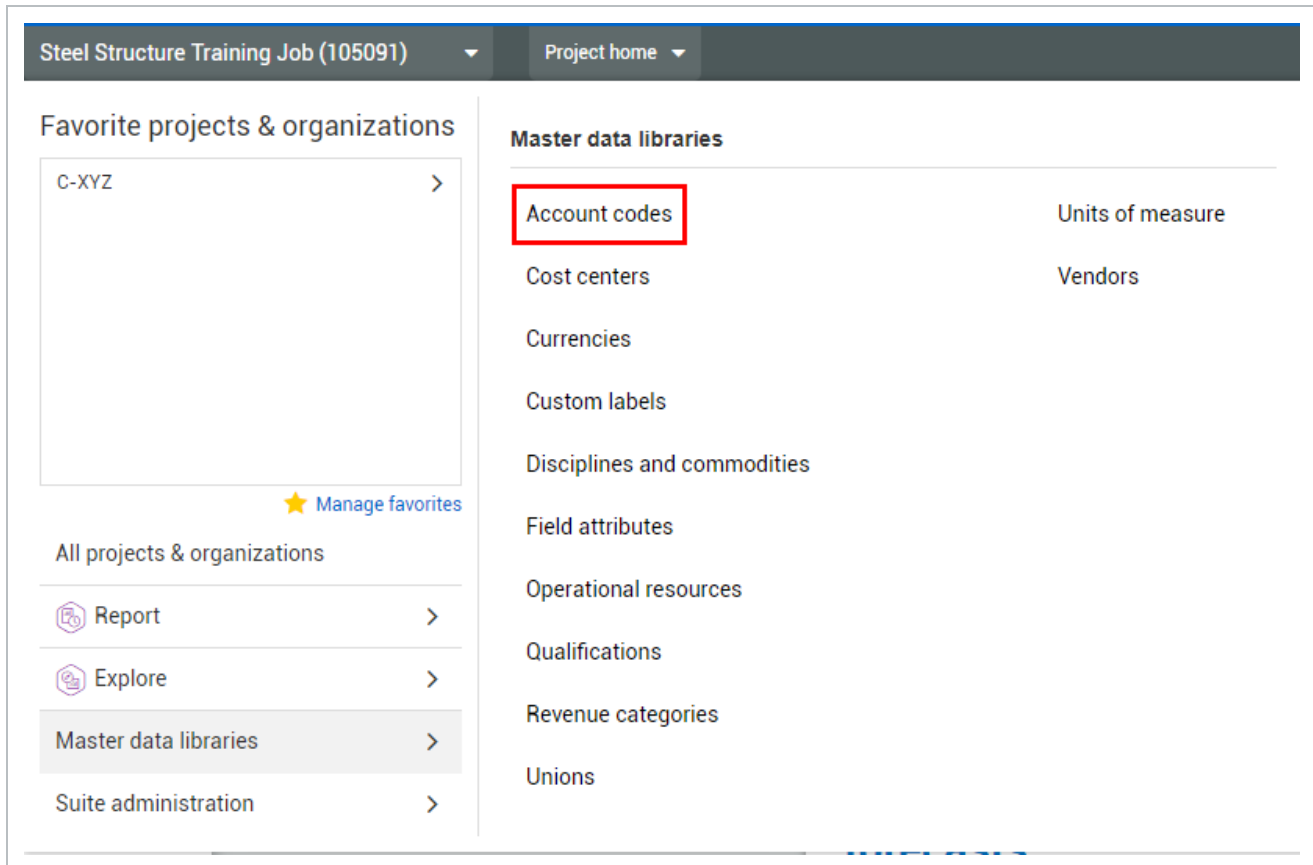 Steel Structure Training Job (105091)
Project home
Favorite projects & organizations
C-XYZ
Manage favorites
All projects & organizations
Report
Explore
Master data libraries
Suite administration
Master data libraries
Account codes
Cost centers
Currencies
Custom labels
Disciplines and commodities
Field attributes
Operational resources
Qualifications
Revenue categories
Unions
Units of measure
Vendors